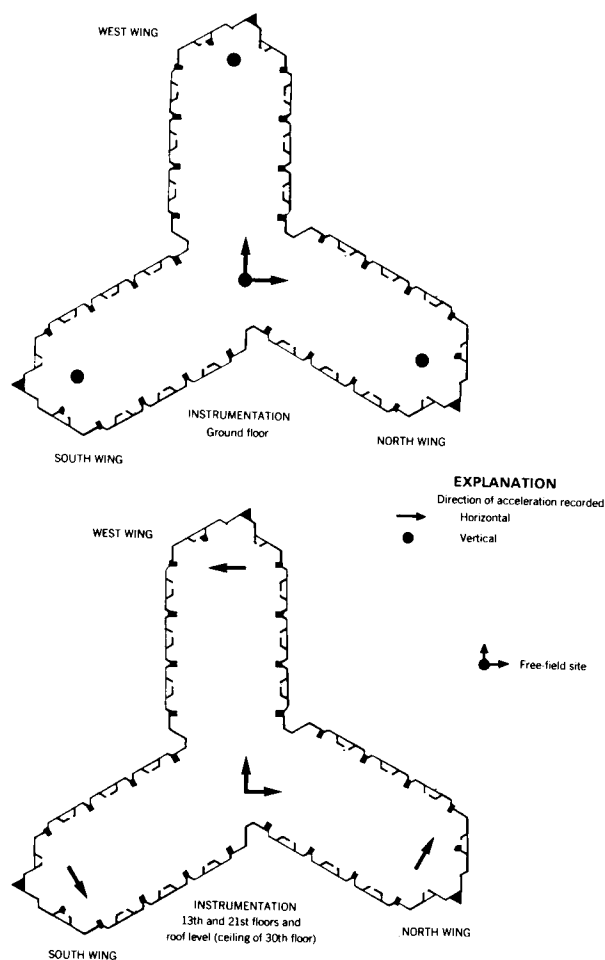 WEST WING
INSTRUMENTATION
Ground floor
NORTH WING
SOUTH WING
EXPLANATION
Direction of acceleration recorded
Horizontal
Vertical
WEST WING
Free-field site
INSTRUMENTATION
13th and 21st floors and
roof level (ceiling of 30th floor)
NORTH WING
SOUTH WING